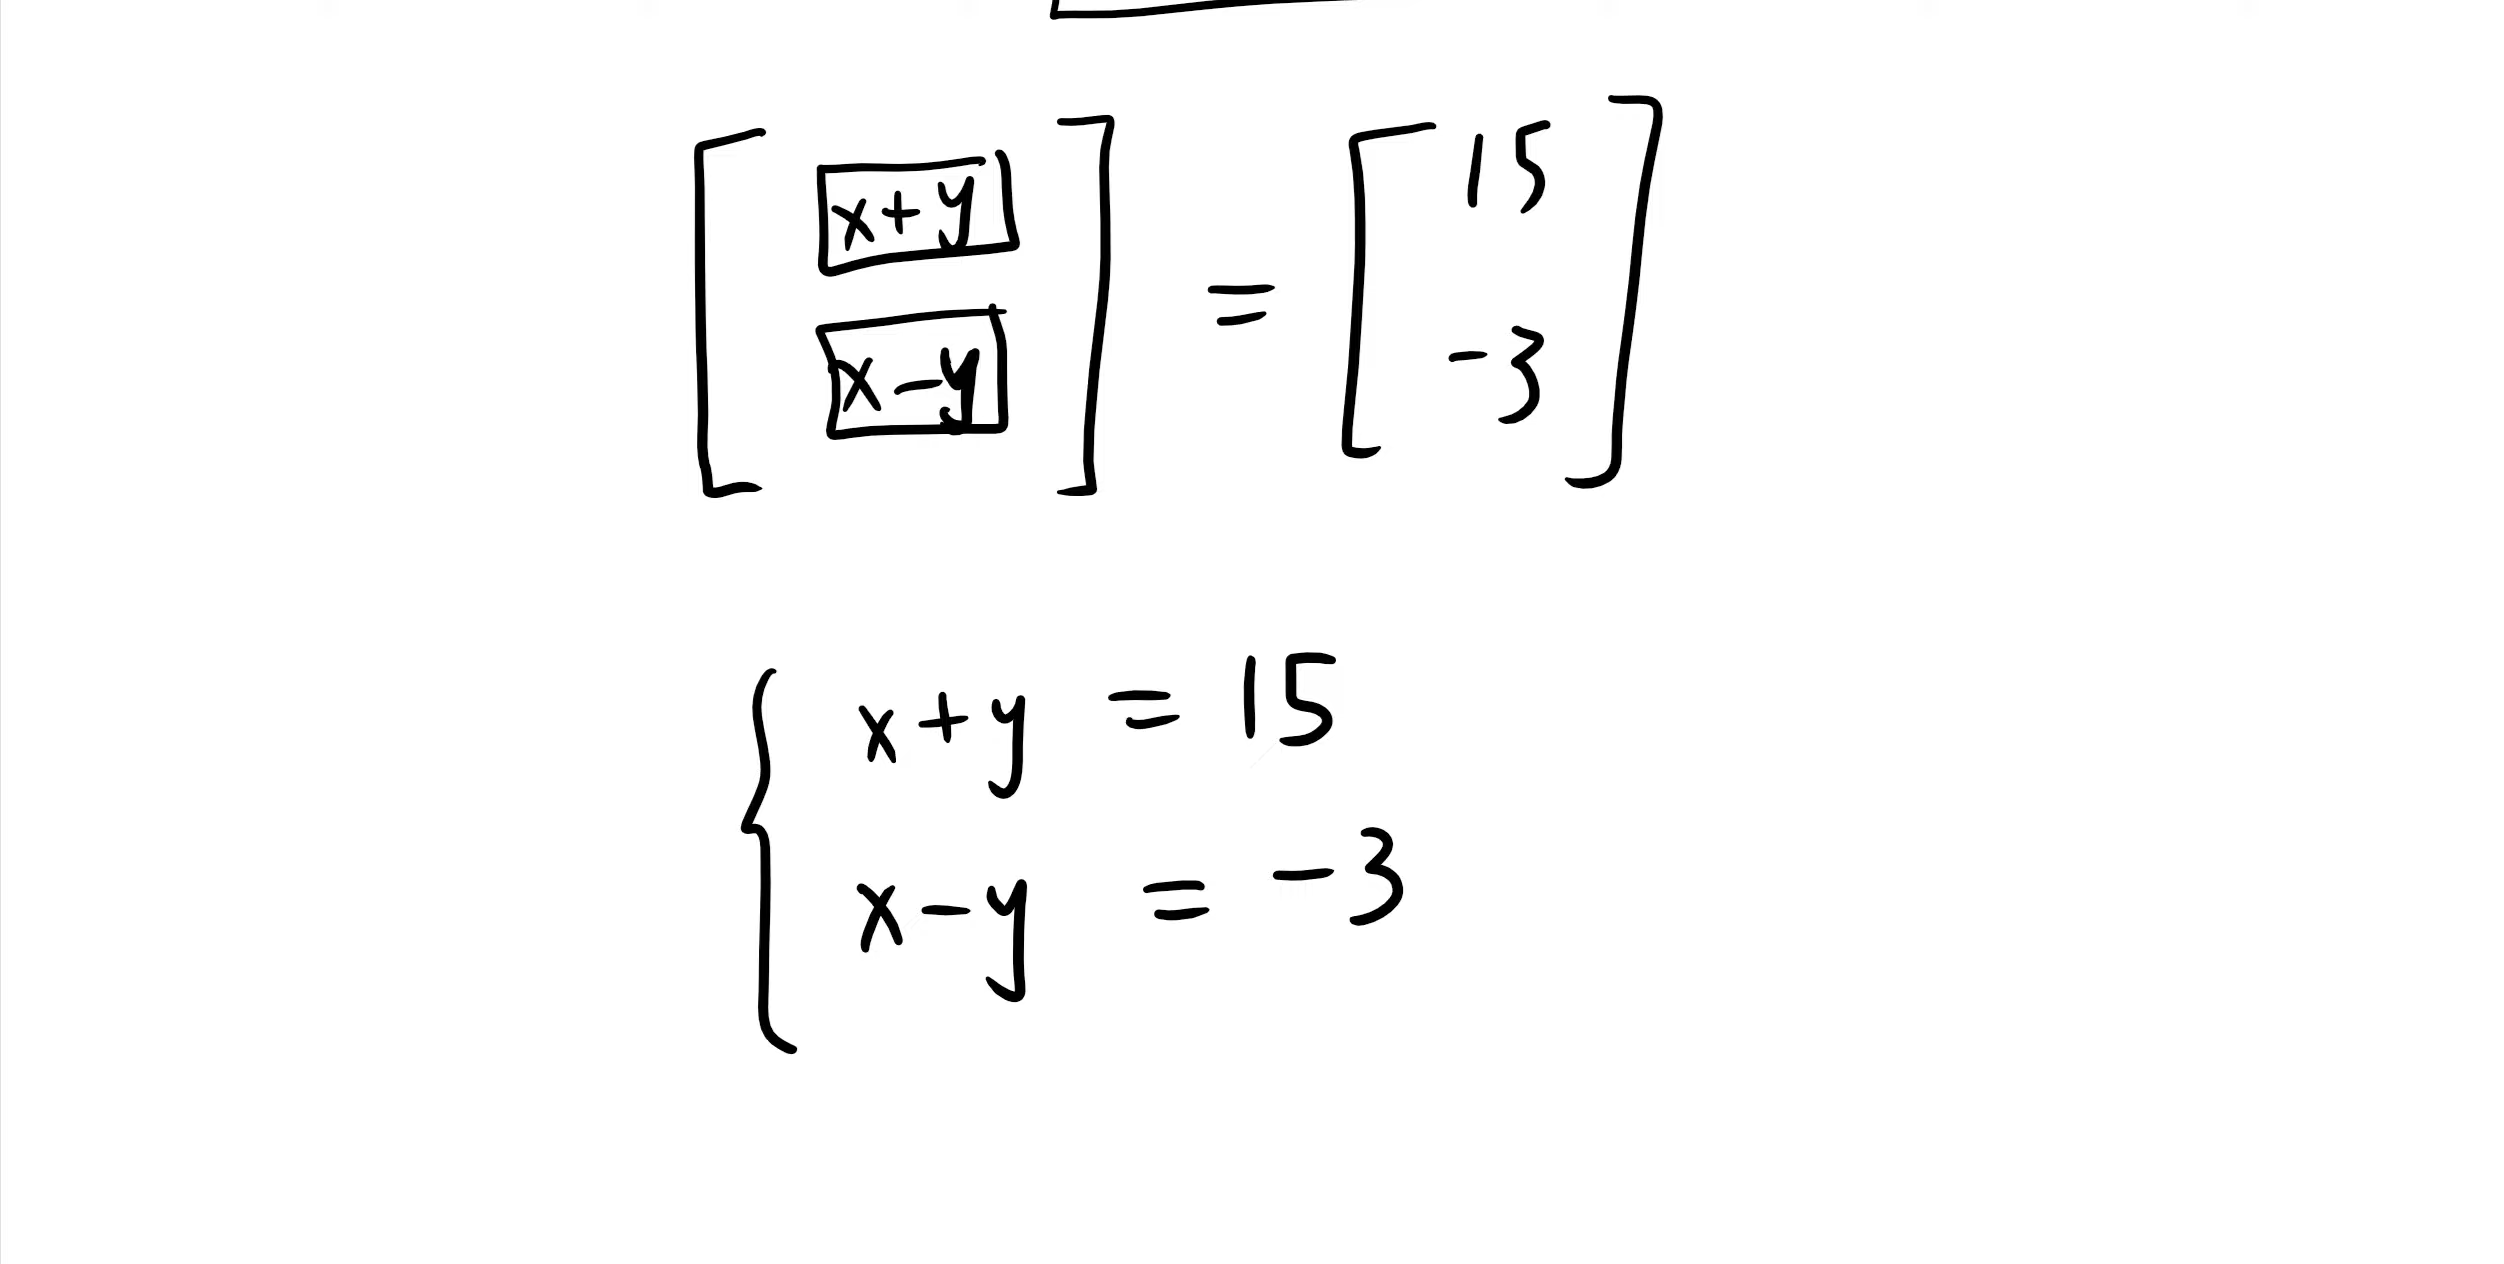 [ x+y ] = [ 15 ]
[ x-y ] = [ -3 ]
{ x + y = 15
{ x - y = -3